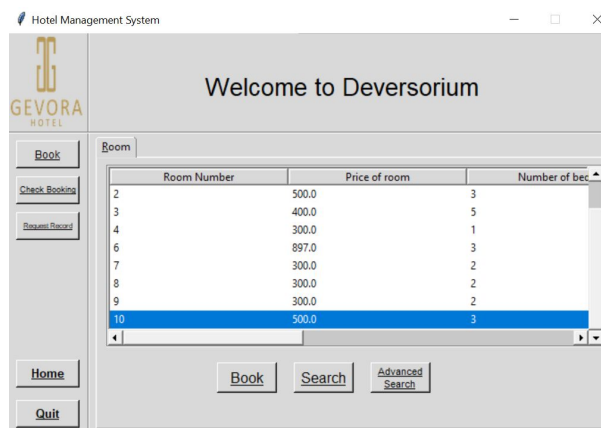 Hotel Management System
GEVORA
HOTEL
Welcome to Deversorium
Book
Check Booking
Request Record
Home
Quit
Room
Room Number Price of room Number of bec
2 500.0 3
3 400.0 5
4 300.0 1
6 897.0 3
7 300.0 2
8 300.0 2
9 300.0 2
10 500.0 3
Book Search Advanced
Search